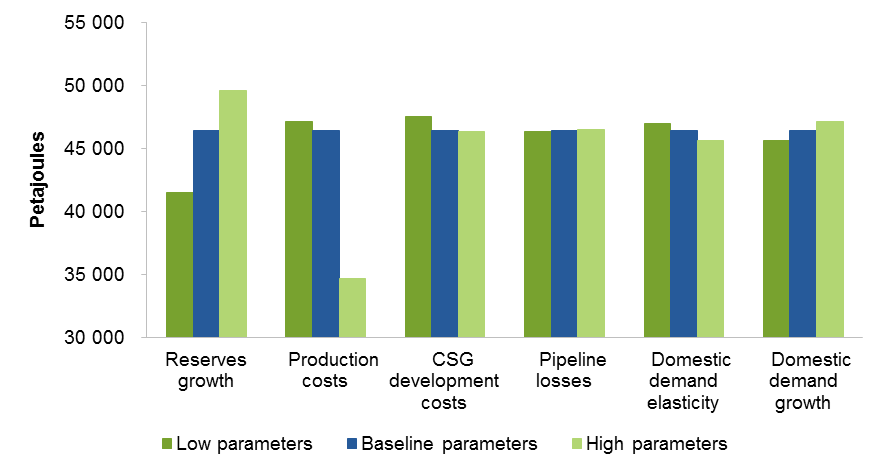 55 000
50 000
45 000
40 000
35 000
30 000
Petajoules
Reserves growth
Production costs
CSG development costs
Pipeline losses
Domestic demand elasticity
Domestic demand growth
Low parameters
Baseline parameters
High parameters